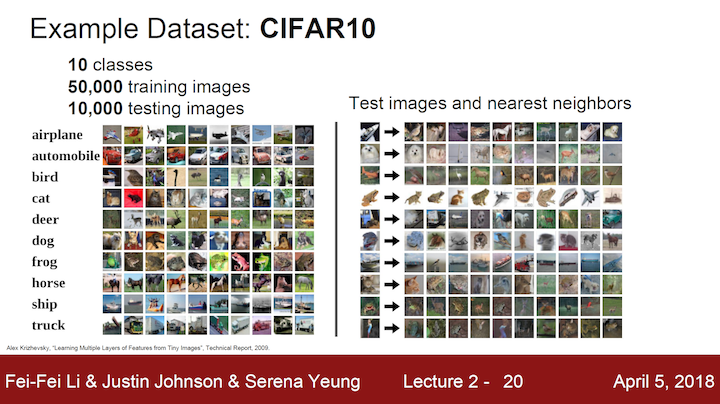 Example Dataset: CIFAR10
10 classes
50,000 training images
10,000 testing images
Test images and nearest neighbors
airplane
automobile
bird
cat
deer
dog
frog
horse
ship
truck
Alex Krizhevsky, "Learning Multiple Layers of Features from Tiny Images", Technical Report, 2009.
Fei-Fei Li & Justin Johnson & Serena Yeung Lecture 2 - 20 April 5, 2018